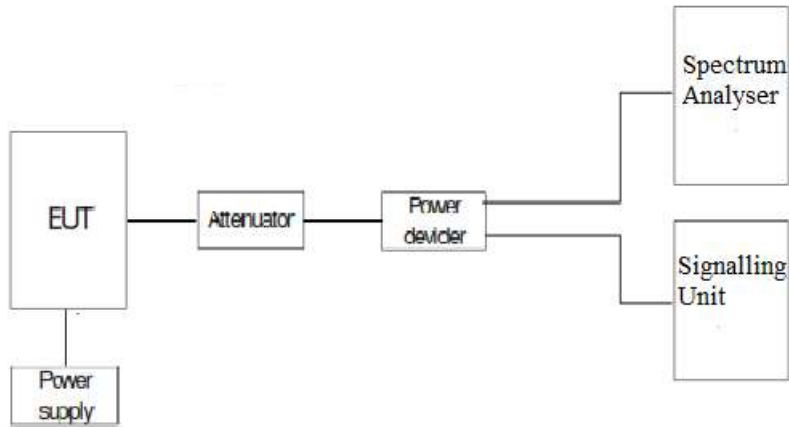 Spectrum
Analyser
EUT
Attenuator
Power
devider
Signalling
Unit
Power
supply